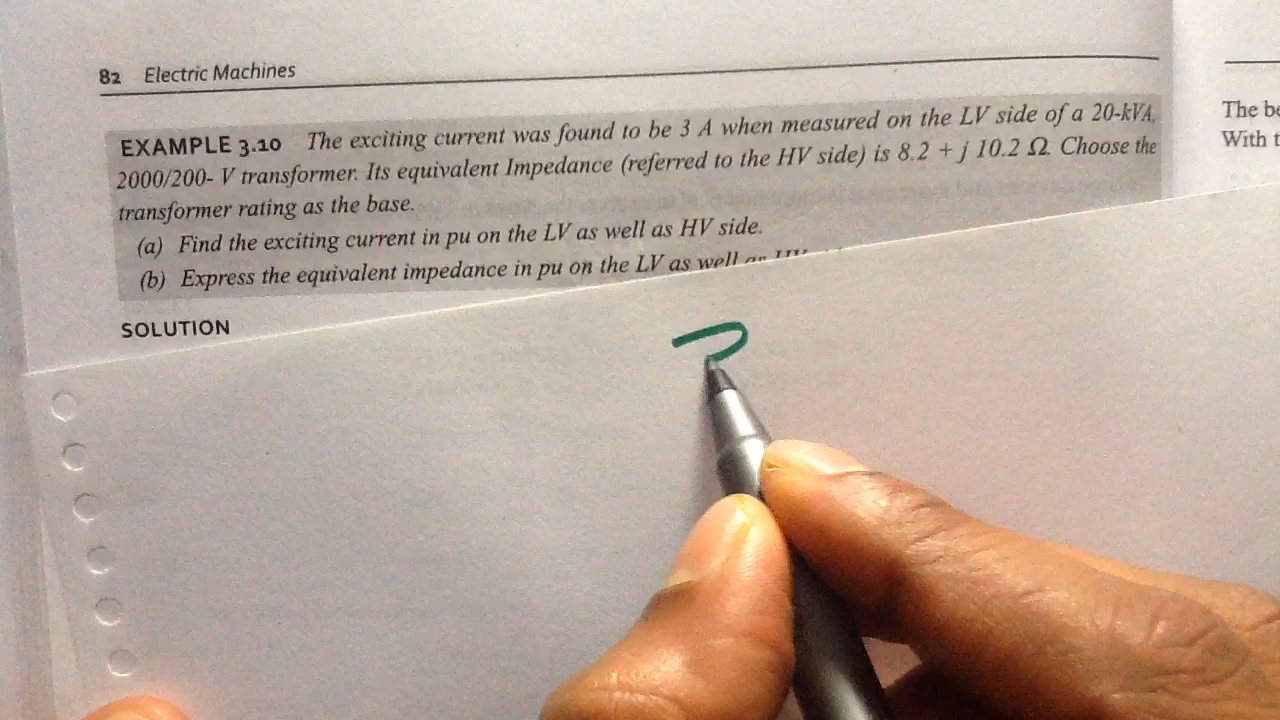 82 Electric Machines
EXAMPLE 3.10 The exciting current was found to be 3 A when measured on the LV side of a 20-kVA,
2000/200- V transformer. Its equivalent Impedance (referred to the HV side) is 8.2 + j 10.2 Ω. Choose the
transformer rating as the base.
(a) Find the exciting current in pu on the LV as well as HV side.
(b) Express the equivalent impedance in pu on the LV as well as HV
SOLUTION
The
With